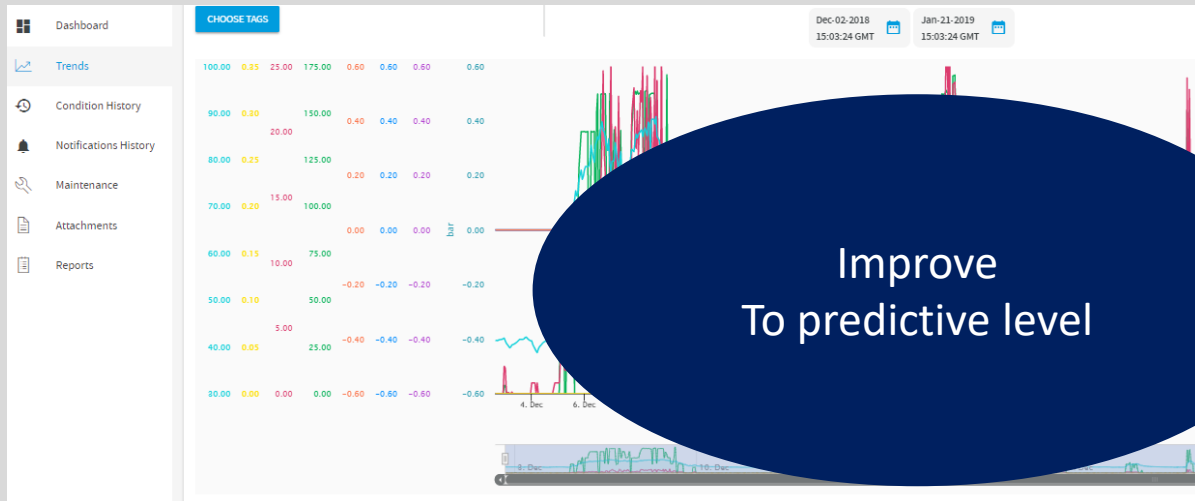 Dashboard
Trends
Condition History
Notifications History
Maintenance
Attachments
Reports
CHOOSE TAGS
Dec-02-2018
15:03:24 GMT
Jan-21-2019
15:03:24 GMT
100.00 0.35 25.00 175.00 0.60 0.60 0.60 0.60
90.00 0.30 150.00
20.00 0.40 0.40 0.40 0.40
80.00 0.25 125.00
0.20 0.20 0.20 0.20
15.00
70.00 0.20 100.00
0.00 0.00 0.00 bar 0.00
60.00 0.15 75.00
10.00
-0.20 -0.20 -0.20 -0.20
50.00 0.10 50.00
5.00
-0.40 -0.40 -0.40 -0.40
40.00 0.05 25.00
0.00 0.00 0.00 -0.60 -0.60 -0.60 -0.60
4. Dec 6. Dec
Improve
To predictive level
Dec 10. Dec